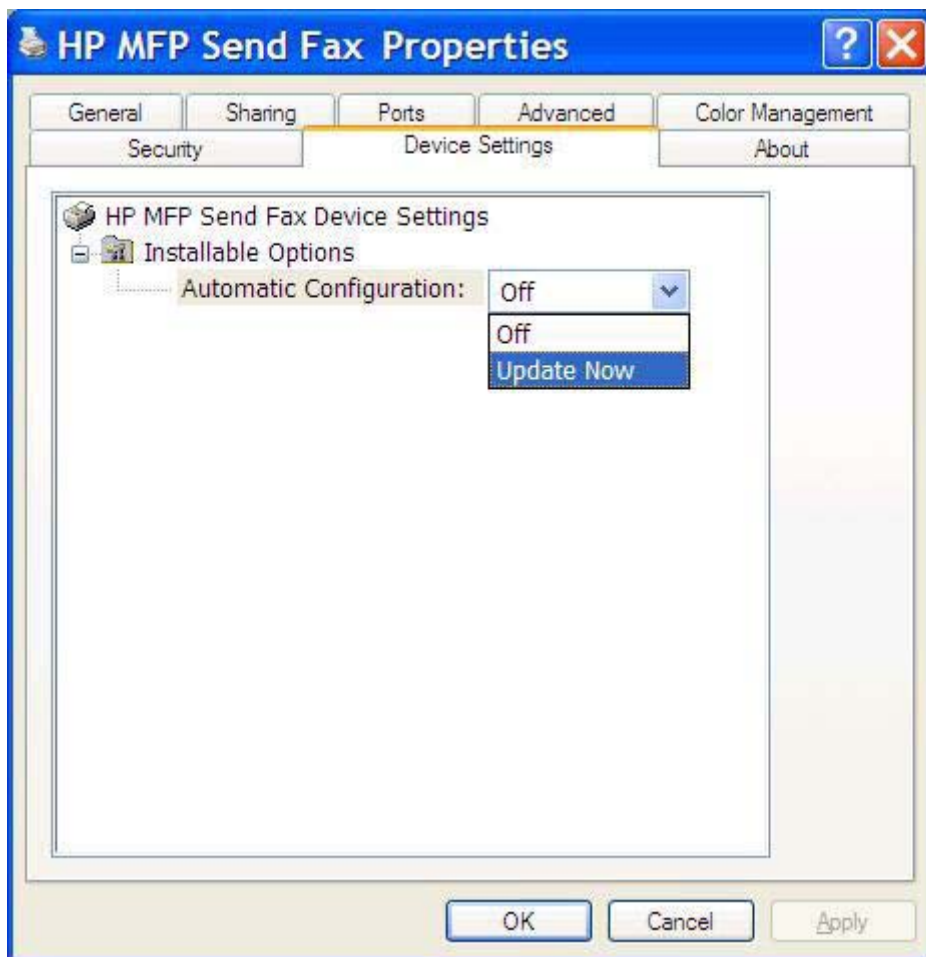 HP MFP Send Fax Properties
General Sharing Ports Advanced Color Management
Security Device Settings About
HP MFP Send Fax Device Settings
Installable Options
Automatic Configuration: Off
Off
Update Now
OK Cancel Apply